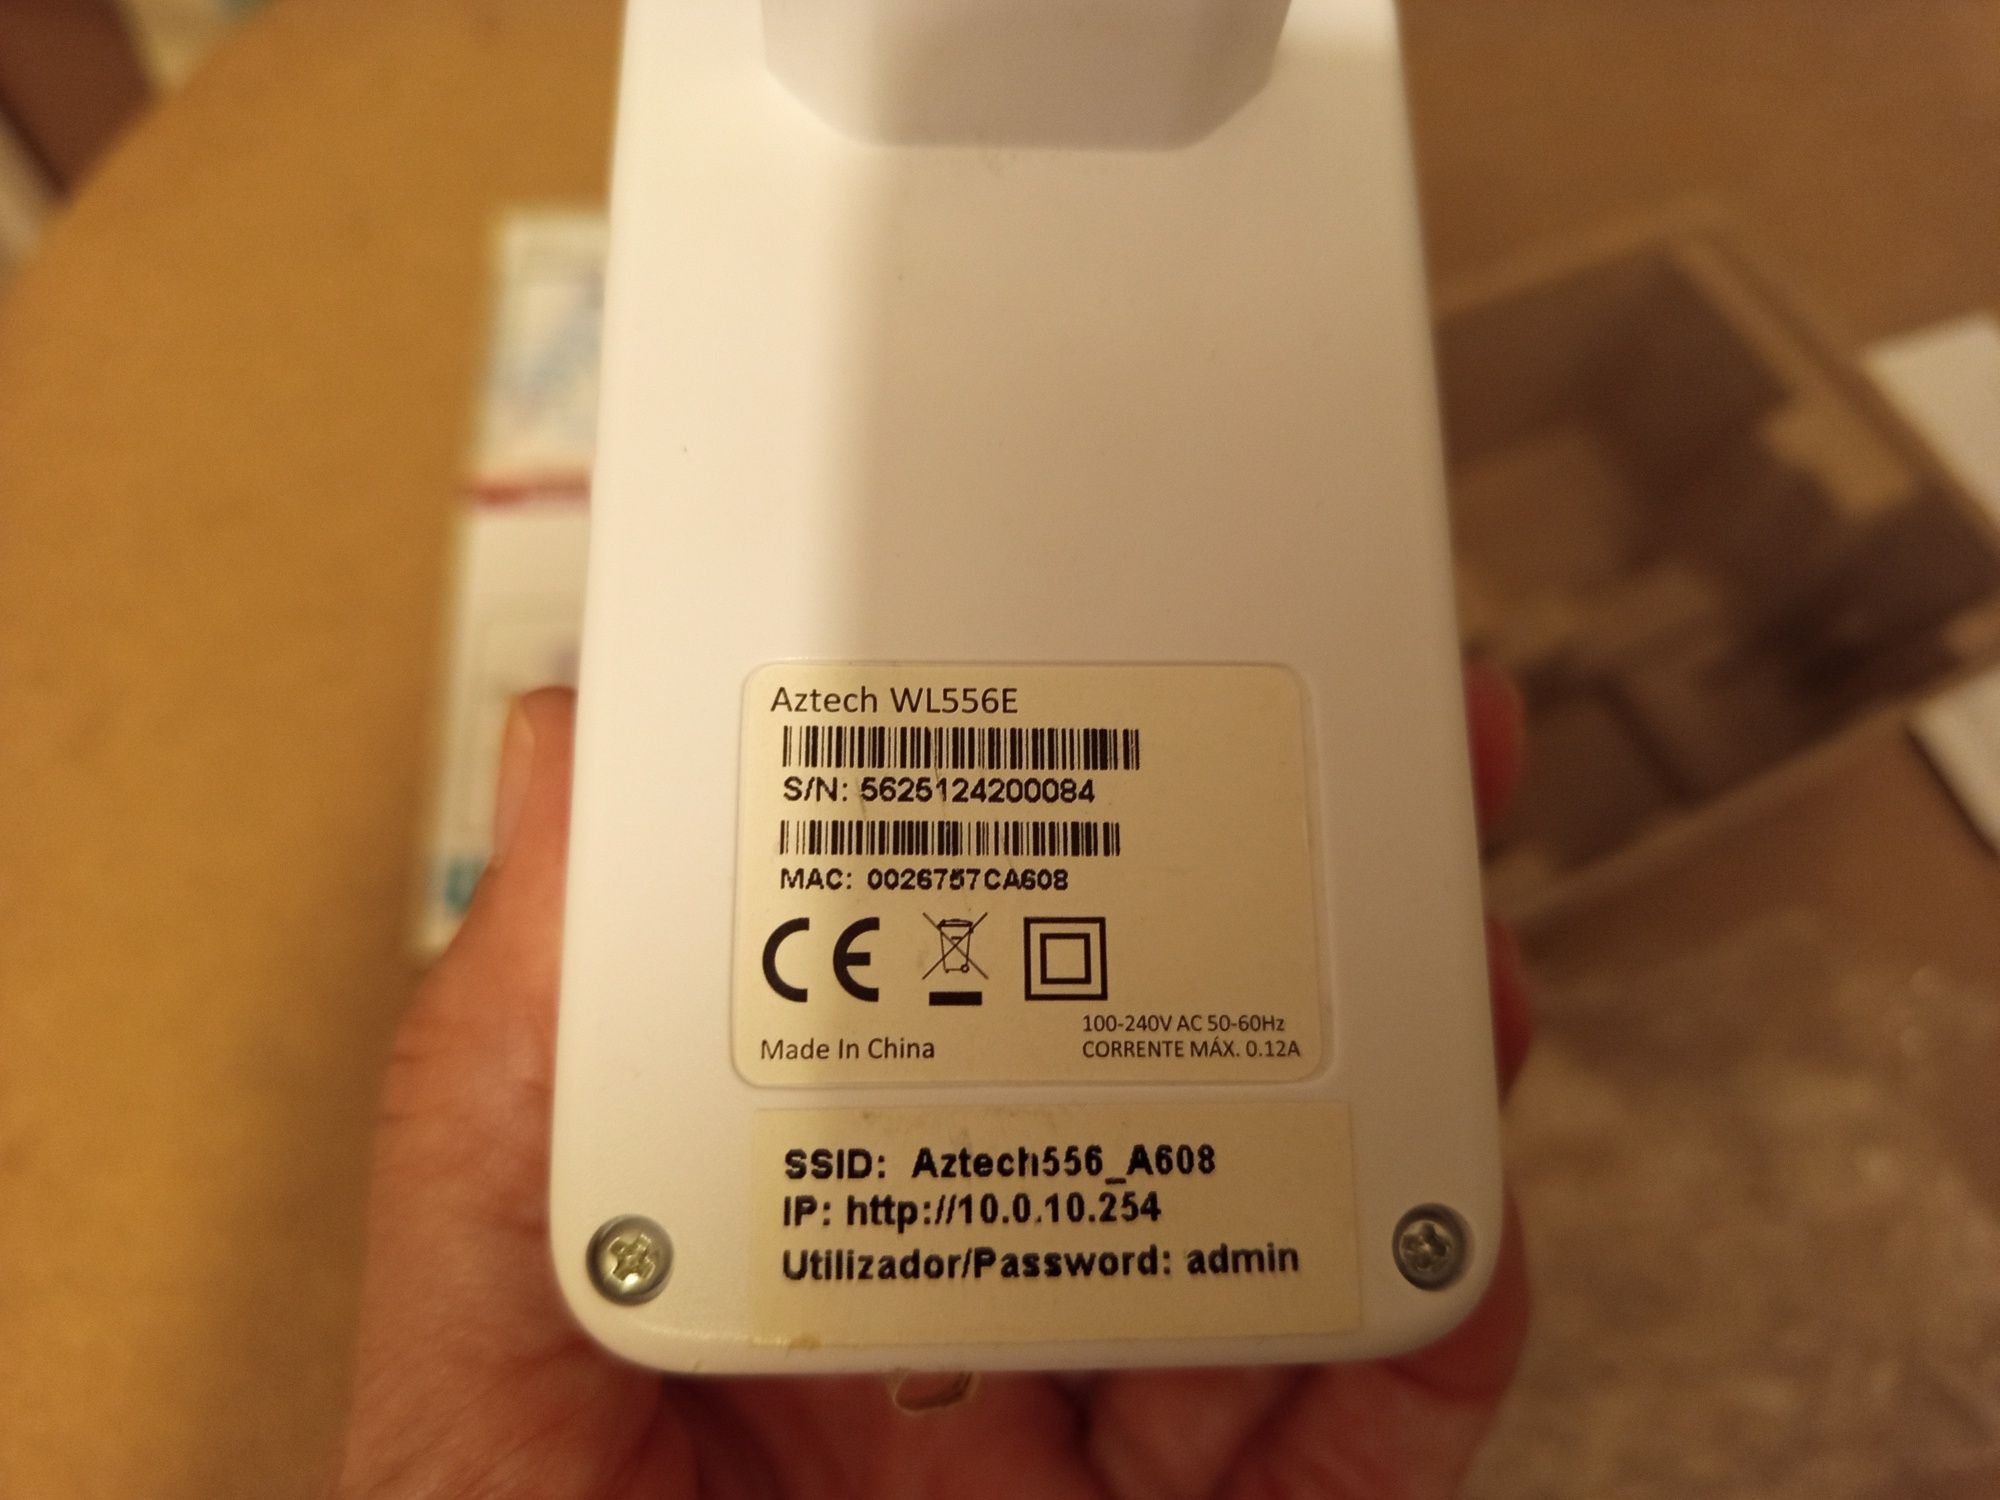 Aztech WL556E
S/N: 5625124200084
MAC: 0026757CA608
CE
Made In China
100-240V AC 50-60Hz
CORRENTE MÁX. 0.12A
SSID: Aztech556_A608
IP: http://10.0.10.254
Utilizador/Password: admin